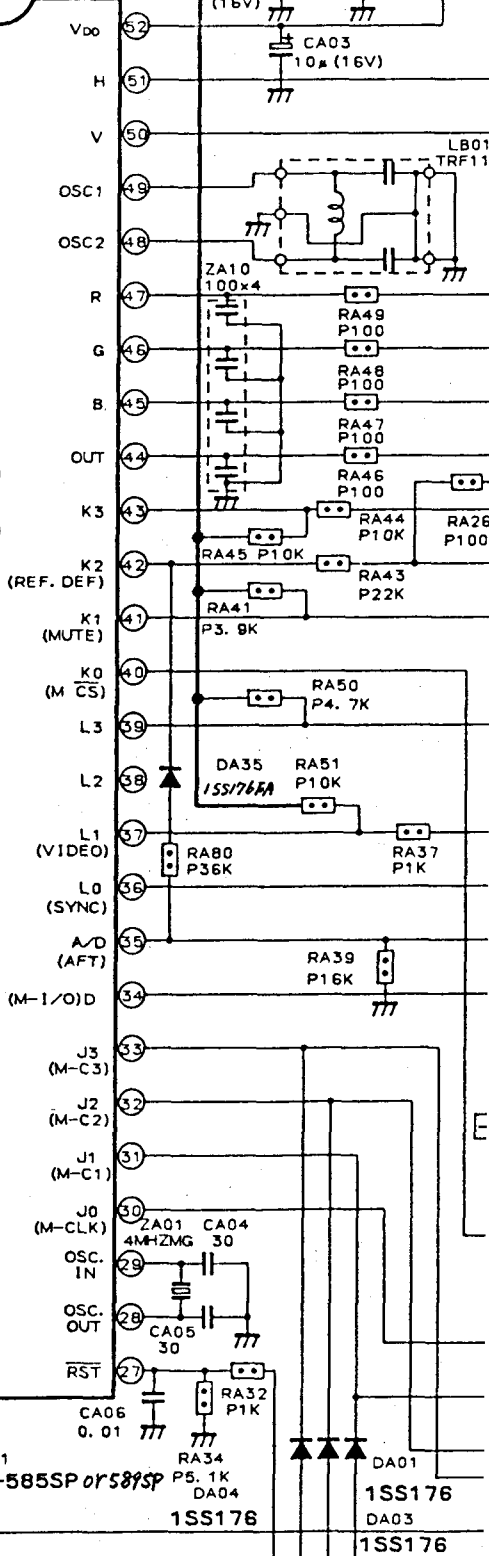 (16V)
VDD 52
CA03
10µ(16V)
H 51
V 50
LB01
TRF11
OSC1 49
OSC2 48
ZA10
100×4
R 47
RA49
P100
G 46
RA48
P100
B 45
RA47
P100
OUT 44
RA46
P100
K3 43
RA44
P10K
RA26
P100
RA45 P10K
K2 42
(REF. DEF)
RA43
P22K
RA41
P3. 9K
K1 41
(MUTE)
K0 40
(M C̅S̅)
RA50
P4. 7K
L3 39
L2 38
DA35
1SS176FA
RA51
P10K
L1 37
(VIDEO)
RA37
P1K
RA80
P36K
L0 36
(SYNC)
A/D 35
(AFT)
RA39
P16K
(M-I/O)D 34
J3 33
(M-C3)
J2 32
(M-C2)
J1 31
(M-C1)
J0 30
(M-CLK)
ZA01 CA04
4MHZMG 30
OSC. IN 29
OSC. OUT 28
CA05
30
R̅S̅T̅ 27
RA32
P1K
CA06
0. 01
RA34
P5. 1K
DA01
1
-585SP or 589SP
DA04
1SS176
1SS176
DA03
1SS176